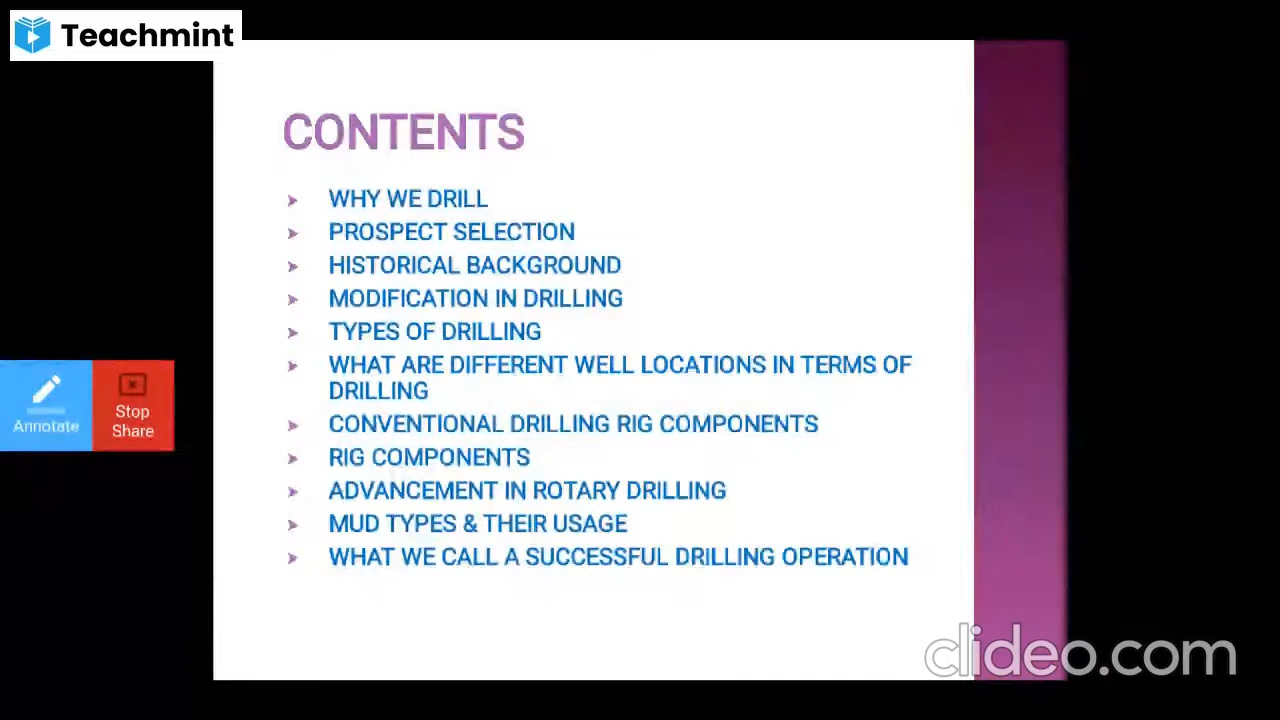 Teachmint
CONTENTS
WHY WE DRILL
PROSPECT SELECTION
HISTORICAL BACKGROUND
MODIFICATION IN DRILLING
TYPES OF DRILLING
WHAT ARE DIFFERENT WELL LOCATIONS IN TERMS OF
DRILLING
CONVENTIONAL DRILLING RIG COMPONENTS
RIG COMPONENTS
ADVANCEMENT IN ROTARY DRILLING
MUD TYPES & THEIR USAGE
WHAT WE CALL A SUCCESSFUL DRILLING OPERATION
Annotate
Stop
Share
clideo.com